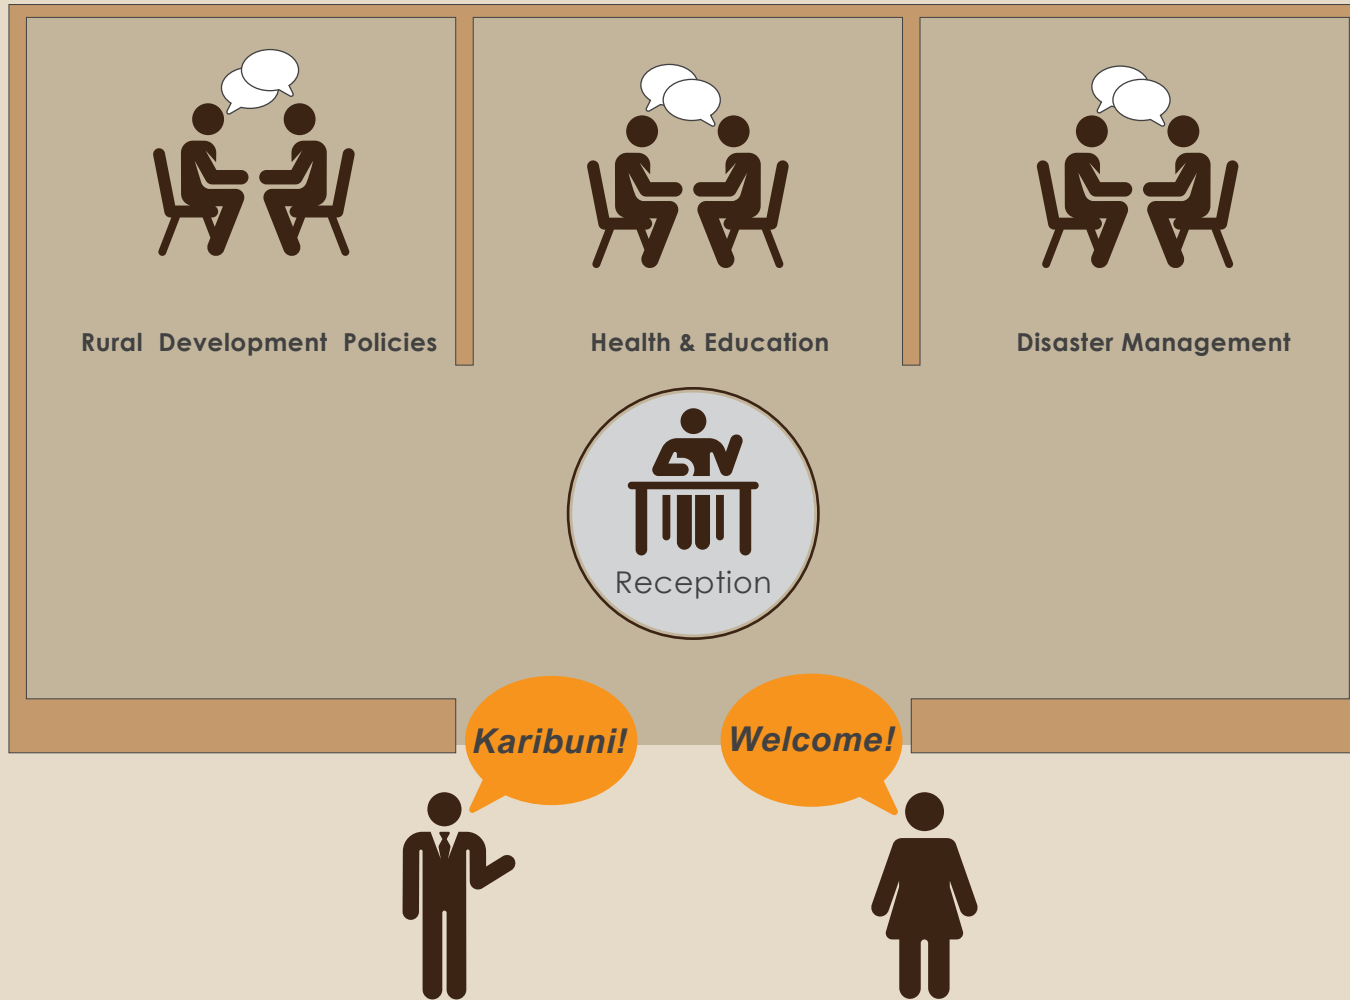 Rural Development Policies
Health & Education
Disaster Management
Reception
Karibuni!
Welcome!